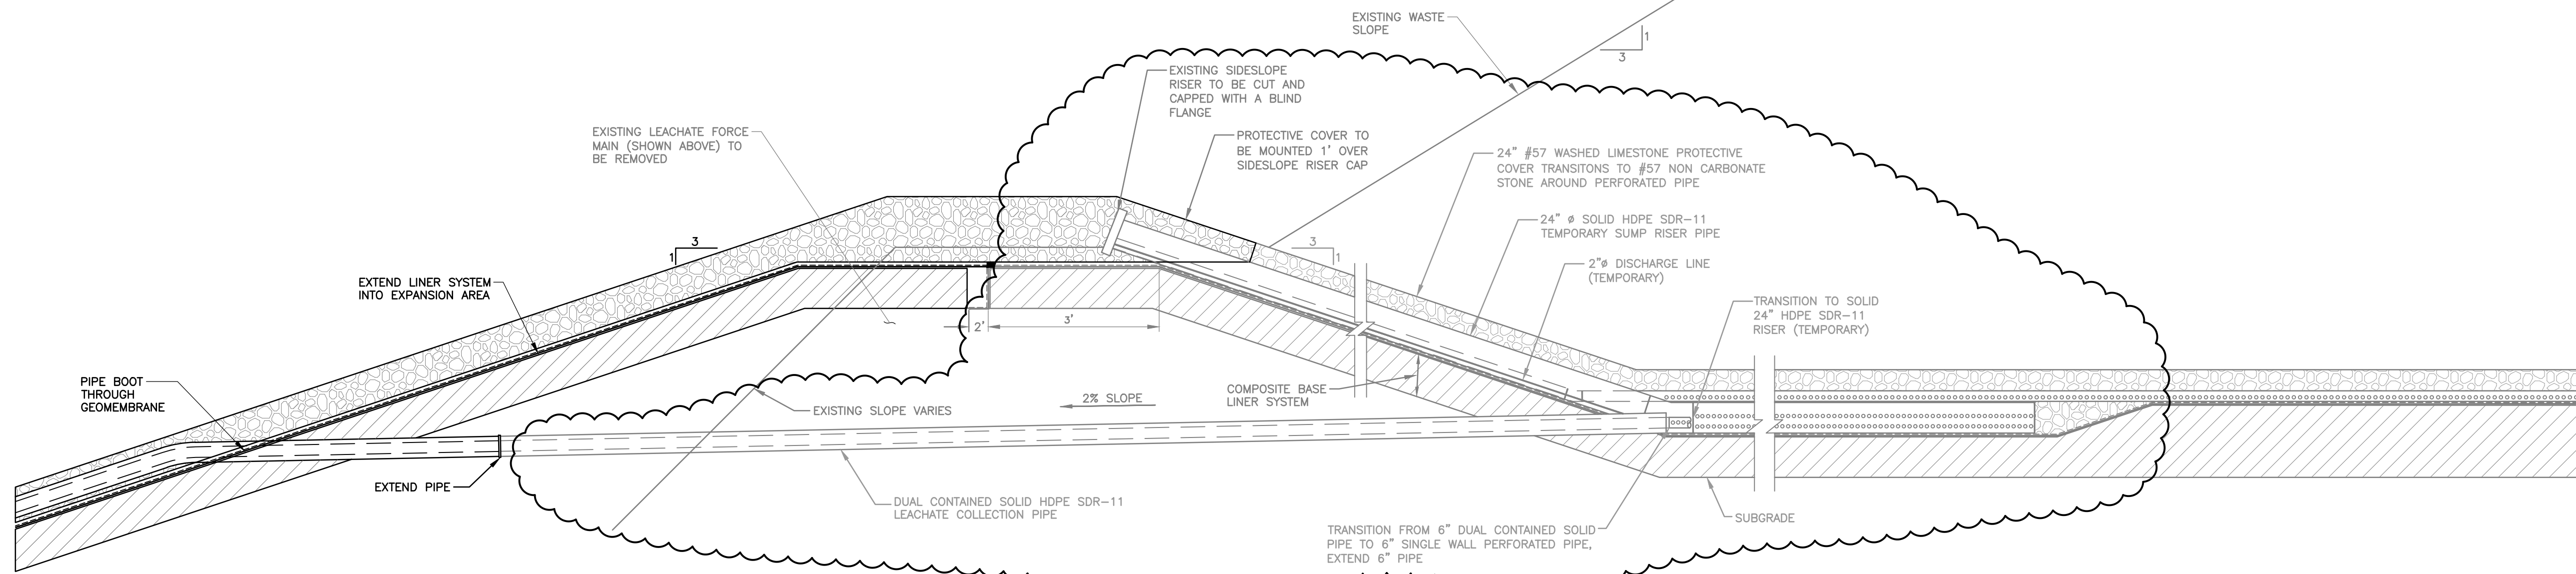 EXISTING WASTE
SLOPE
1
3
EXISTING SIDESLOPE
RISER TO BE CUT AND
CAPPED WITH A BLIND
FLANGE
EXISTING LEACHATE FORCE
MAIN (SHOWN ABOVE) TO
BE REMOVED
PROTECTIVE COVER TO
BE MOUNTED 1' OVER
SIDESLOPE RISER CAP
24" #57 WASHED LIMESTONE PROTECTIVE
COVER TRANSITONS TO #57 NON CARBONATE
STONE AROUND PERFORATED PIPE
24" ø SOLID HDPE SDR-11
TEMPORARY SUMP RISER PIPE
3
1
3
1
2"ø DISCHARGE LINE
(TEMPORARY)
EXTEND LINER SYSTEM
INTO EXPANSION AREA
TRANSITION TO SOLID
24" HDPE SDR-11
RISER (TEMPORARY)
2'
3'
PIPE BOOT
THROUGH
GEOMEMBRANE
COMPOSITE BASE
LINER SYSTEM
2% SLOPE
EXISTING SLOPE VARIES
EXTEND PIPE
DUAL CONTAINED SOLID HDPE SDR-11
LEACHATE COLLECTION PIPE
SUBGRADE
TRANSITION FROM 6" DUAL CONTAINED SOLID
PIPE TO 6" SINGLE WALL PERFORATED PIPE,
EXTEND 6" PIPE